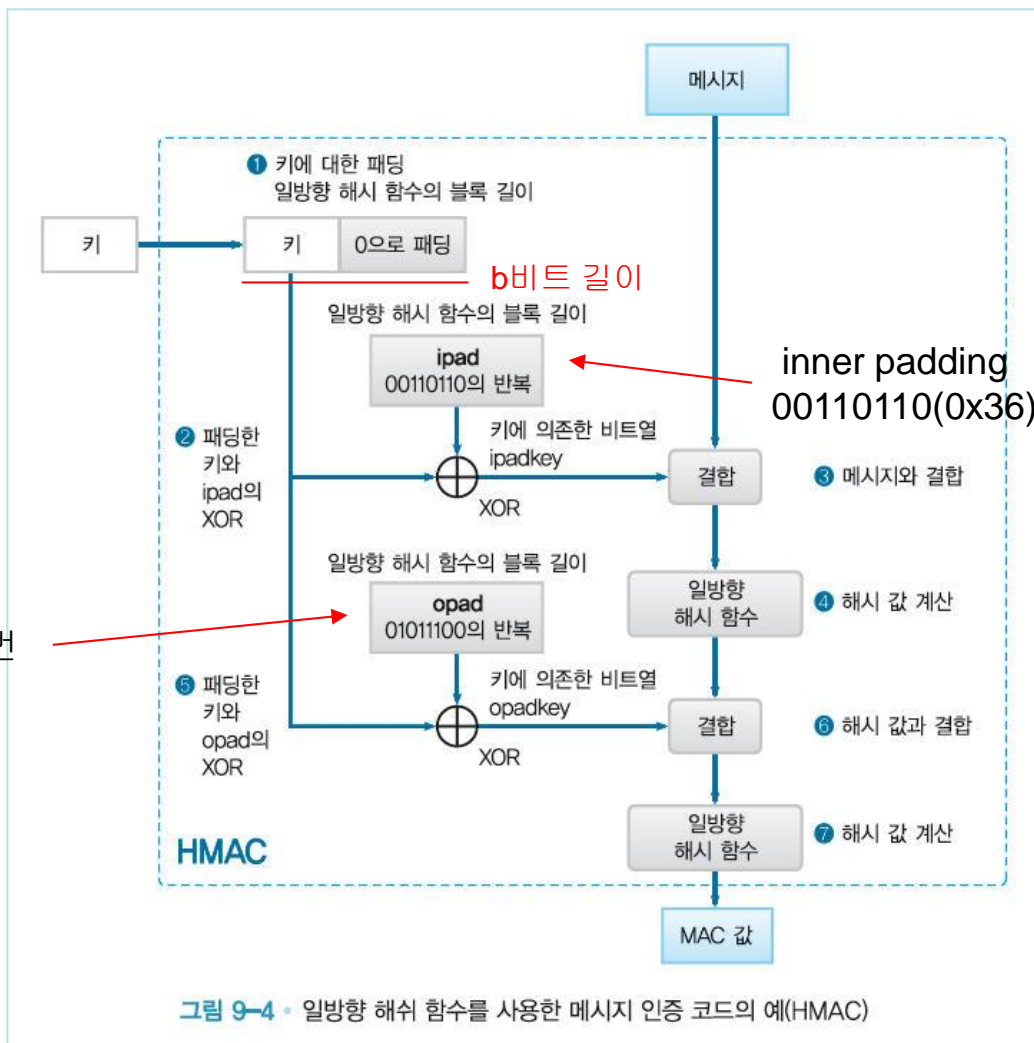 메시지
❶ 키에 대한 패딩
일방향 해시 함수의 블록 길이
키
키
0으로 패딩
b비트 길이
일방향 해시 함수의 블록 길이
ipad
00110110의 반복
inner padding
00110110(0x36)
❷ 패딩한
키와
ipad의
XOR
키에 의존한 비트열
ipadkey
XOR
결합
❸ 메시지와 결합
일방향 해시 함수의 블록 길이
opad
01011100의 반복
일방향
해시 함수
❹ 해시 값 계산
❺ 패딩한
키와
opad의
XOR
키에 의존한 비트열
opadkey
XOR
결합
❻ 해시 값과 결합
일방향
해시 함수
❼ 해시 값 계산
HMAC
MAC 값
그림 9-4 • 일방향 해쉬 함수를 사용한 메시지 인증 코드의 예(HMAC)